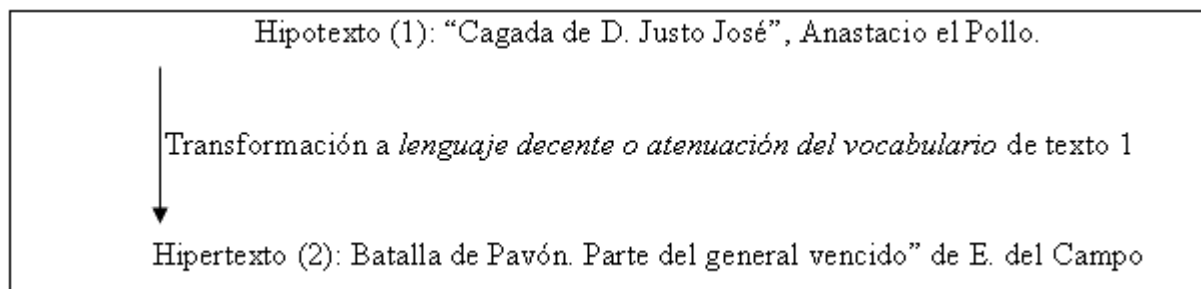 Hipotexto (1): “Cagada de D. Justo José”, Anastacio el Pollo.
Transformación a lenguaje decente o atenuación del vocabulario de texto 1
Hipertexto (2): Batalla de Pavón. Parte del general vencido” de E. del Campo